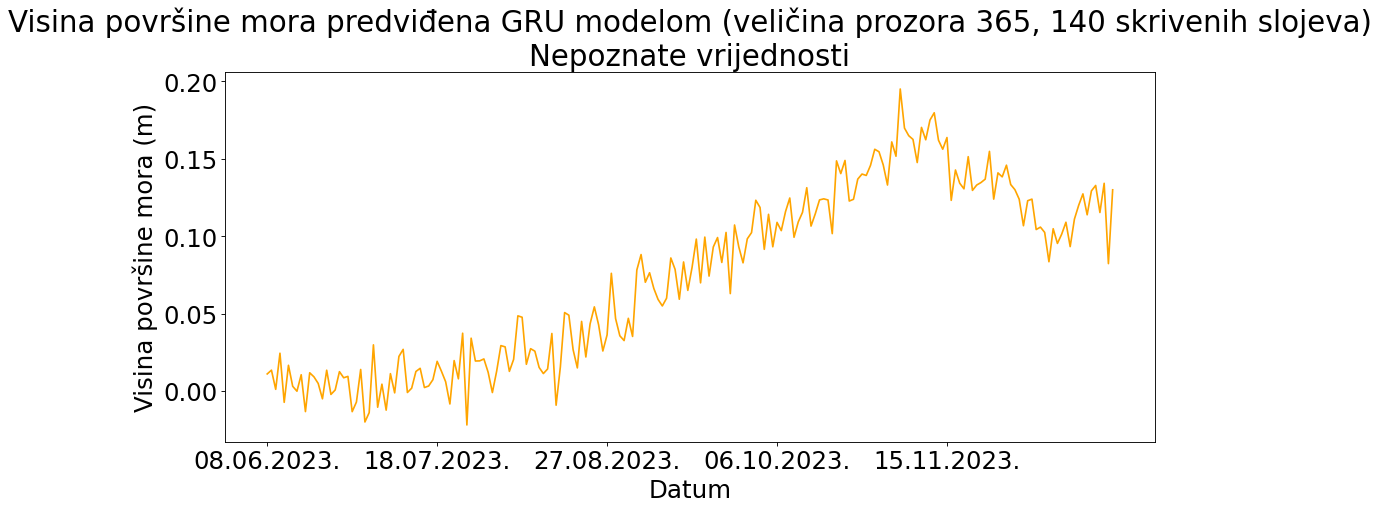 Visina površine mora predviđena GRU modelom (veličina prozora 365, 140 skrivenih slojeva)
Nepoznate vrijednosti
Visina površine mora (m)
0.20
0.15
0.10
0.05
0.00
08.06.2023. 18.07.2023. 27.08.2023. 06.10.2023. 15.11.2023.
Datum